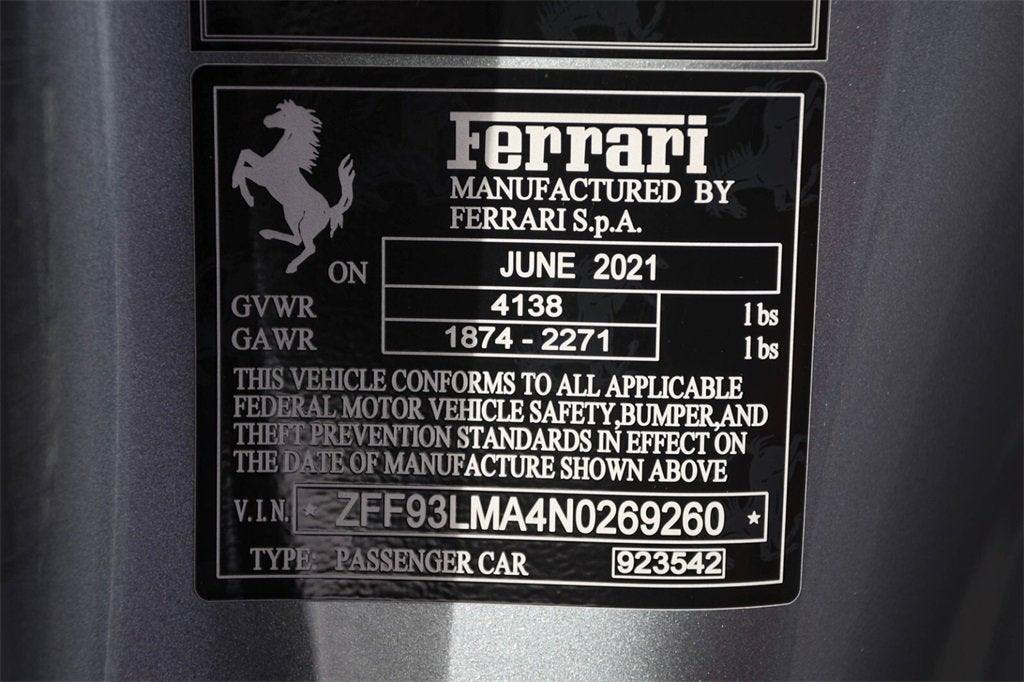 Ferrari
MANUFACTURED BY
FERRARI S.p.A.
ON JUNE 2021
GVWR 4138 lbs
GAWR 1874 - 2271 lbs
THIS VEHICLE CONFORMS TO ALL APPLICABLE
FEDERAL MOTOR VEHICLE SAFETY,BUMPER,AND
THEFT PREVENTION STANDARDS IN EFFECT ON
THE DATE OF MANUFACTURE SHOWN ABOVE
V.I.N. * ZFF93LMA4N0269260 *
TYPE: PASSENGER CAR 923542